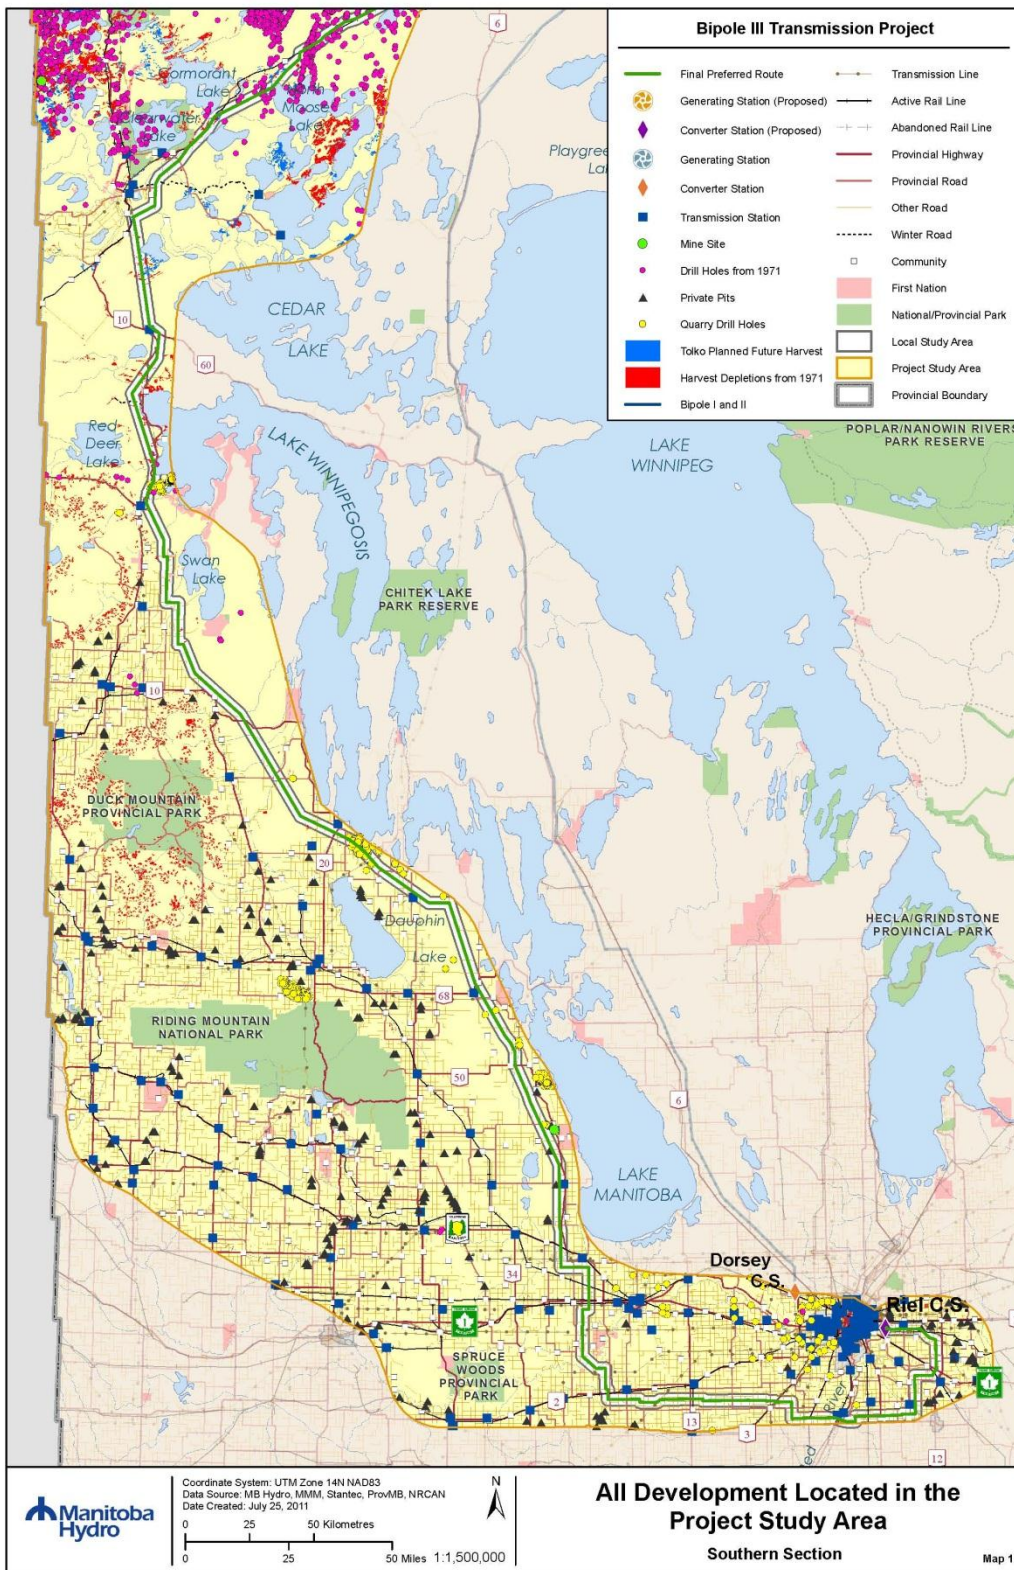 Bipole III Transmission Project
Final Preferred Route
Generating Station (Proposed)
Converter Station (Proposed)
Generating Station
Converter Station
Transmission Station
Mine Site
Drill Holes from 1971
Private Pits
Quarry Drill Holes
Tolko Planned Future Harvest
Harvest Depletions from 1971
Bipole I and II
Transmission Line
Active Rail Line
Abandoned Rail Line
Provincial Highway
Provincial Road
Other Road
Winter Road
Community
First Nation
National/Provincial Park
Local Study Area
Project Study Area
Provincial Boundary
6
Cormorant
Lake
Clearwater
Lake
North
Moose
Lake
Playgree
La
10
CEDAR
LAKE
60
Red
Deer
Lake
LAKE WINNIPEGOSIS
LAKE
WINNIPEG
POPLAR/NANOWIN RIVERS
PARK RESERVE
Swan
Lake
CHITEK LAKE
PARK RESERVE
10
DUCK MOUNTAIN
PROVINCIAL PARK
20
Dauphin
Lake
HECLA/GRINDSTONE
PROVINCIAL PARK
68
RIDING MOUNTAIN
NATIONAL PARK
50
6
LAKE
MANITOBA
34
Dorsey
C.S.
Riel C.S.
1
SPRUCE
WOODS
PROVINCIAL
PARK
1
2
13
3
Red
River
12
Manitoba
Hydro
Coordinate System: UTM Zone 14N NAD83
Data Source: MB Hydro, MMM, Stantec, ProvMB, NRCAN
Date Created: July 25, 2011
0 25 50 Kilometres
0 25 50 Miles 1:1,500,000
N
All Development Located in the
Project Study Area
Southern Section
Map 1